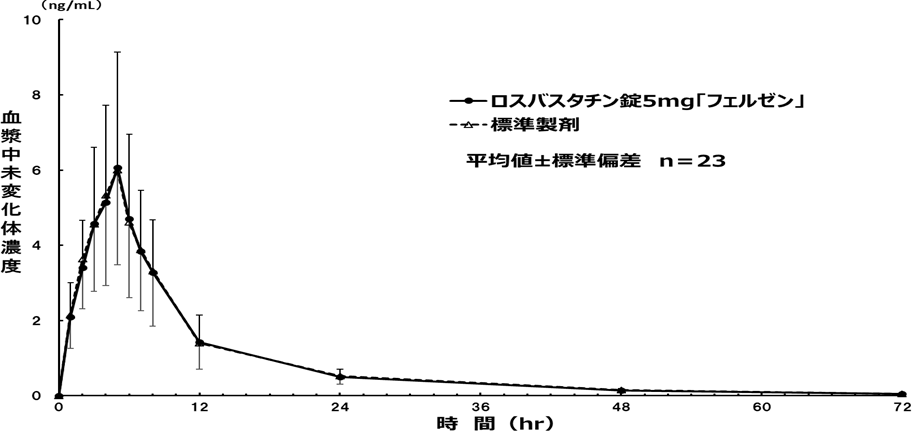 （ng/mL）
10
8
6
4
2
0
血漿中未変化体濃度
ロスバスタチン錠5mg「フェルゼン」
標準製剤
平均値±標準偏差 n＝23
0 12 24 36 48 60 72
時 間（hr）